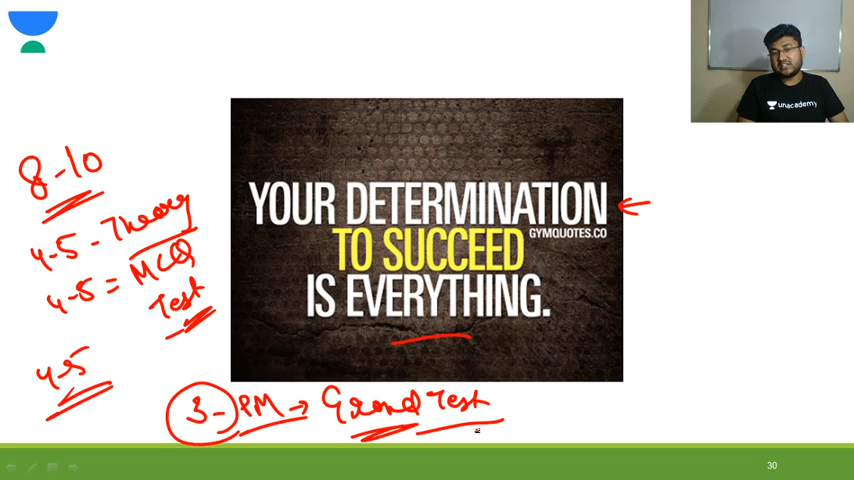 unacademy
8-10
4-5 - Theory
4-5 = MCQ
Test
4-5
YOUR DETERMINATION
GYMQUOTES.CO
TO SUCCEED
IS EVERYTHING.
3-PM → Grand Test
30